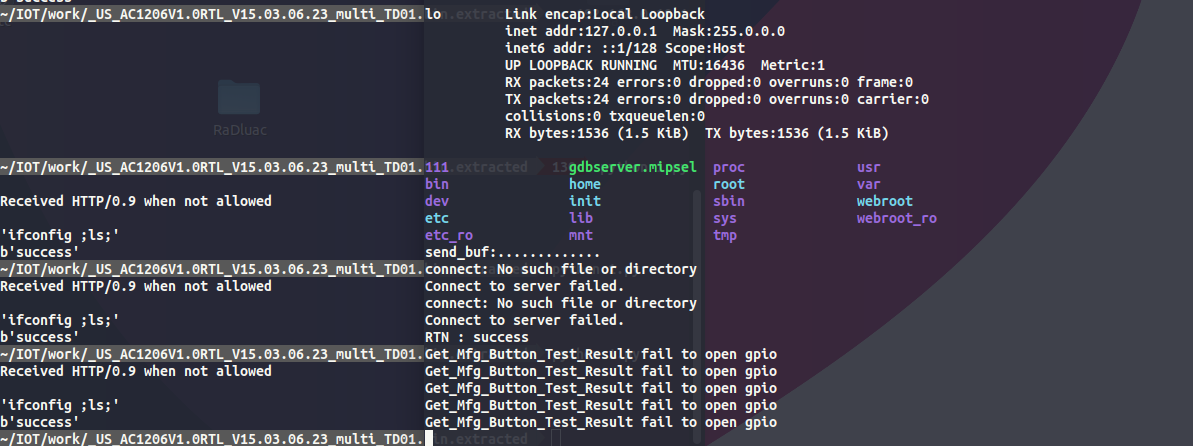 b'success'
~/IOT/work/_US_AC1206V1.0RTL_V15.03.06.23_multi_TD01.lo Link encap:Local Loopback
inet addr:127.0.0.1 Mask:255.0.0.0
inet6 addr: ::1/128 Scope:Host
UP LOOPBACK RUNNING MTU:16436 Metric:1
RX packets:24 errors:0 dropped:0 overruns:0 frame:0
TX packets:24 errors:0 dropped:0 overruns:0 carrier:0
collisions:0 txqueuelen:0
RX bytes:1536 (1.5 KiB) TX bytes:1536 (1.5 KiB)
RaDluac
~/IOT/work/_US_AC1206V1.0RTL_V15.03.06.23_multi_TD01.111 gdbserver.mipsel proc usr
bin home root var
Received HTTP/0.9 when not allowed dev init sbin webroot
etc lib sys webroot_ro
'ifconfig ;ls;' etc_ro mnt tmp
b'success' send_buf:.............
~/IOT/work/_US_AC1206V1.0RTL_V15.03.06.23_multi_TD01.connect: No such file or directory
Received HTTP/0.9 when not allowed Connect to server failed.
connect: No such file or directory
'ifconfig ;ls;' Connect to server failed.
b'success' RTN : success
~/IOT/work/_US_AC1206V1.0RTL_V15.03.06.23_multi_TD01.Get_Mfg_Button_Test_Result fail to open gpio
Received HTTP/0.9 when not allowed Get_Mfg_Button_Test_Result fail to open gpio
Get_Mfg_Button_Test_Result fail to open gpio
'ifconfig ;ls;' Get_Mfg_Button_Test_Result fail to open gpio
b'success' Get_Mfg_Button_Test_Result fail to open gpio
~/IOT/work/_US_AC1206V1.0RTL_V15.03.06.23_multi_TD01. in.extracted